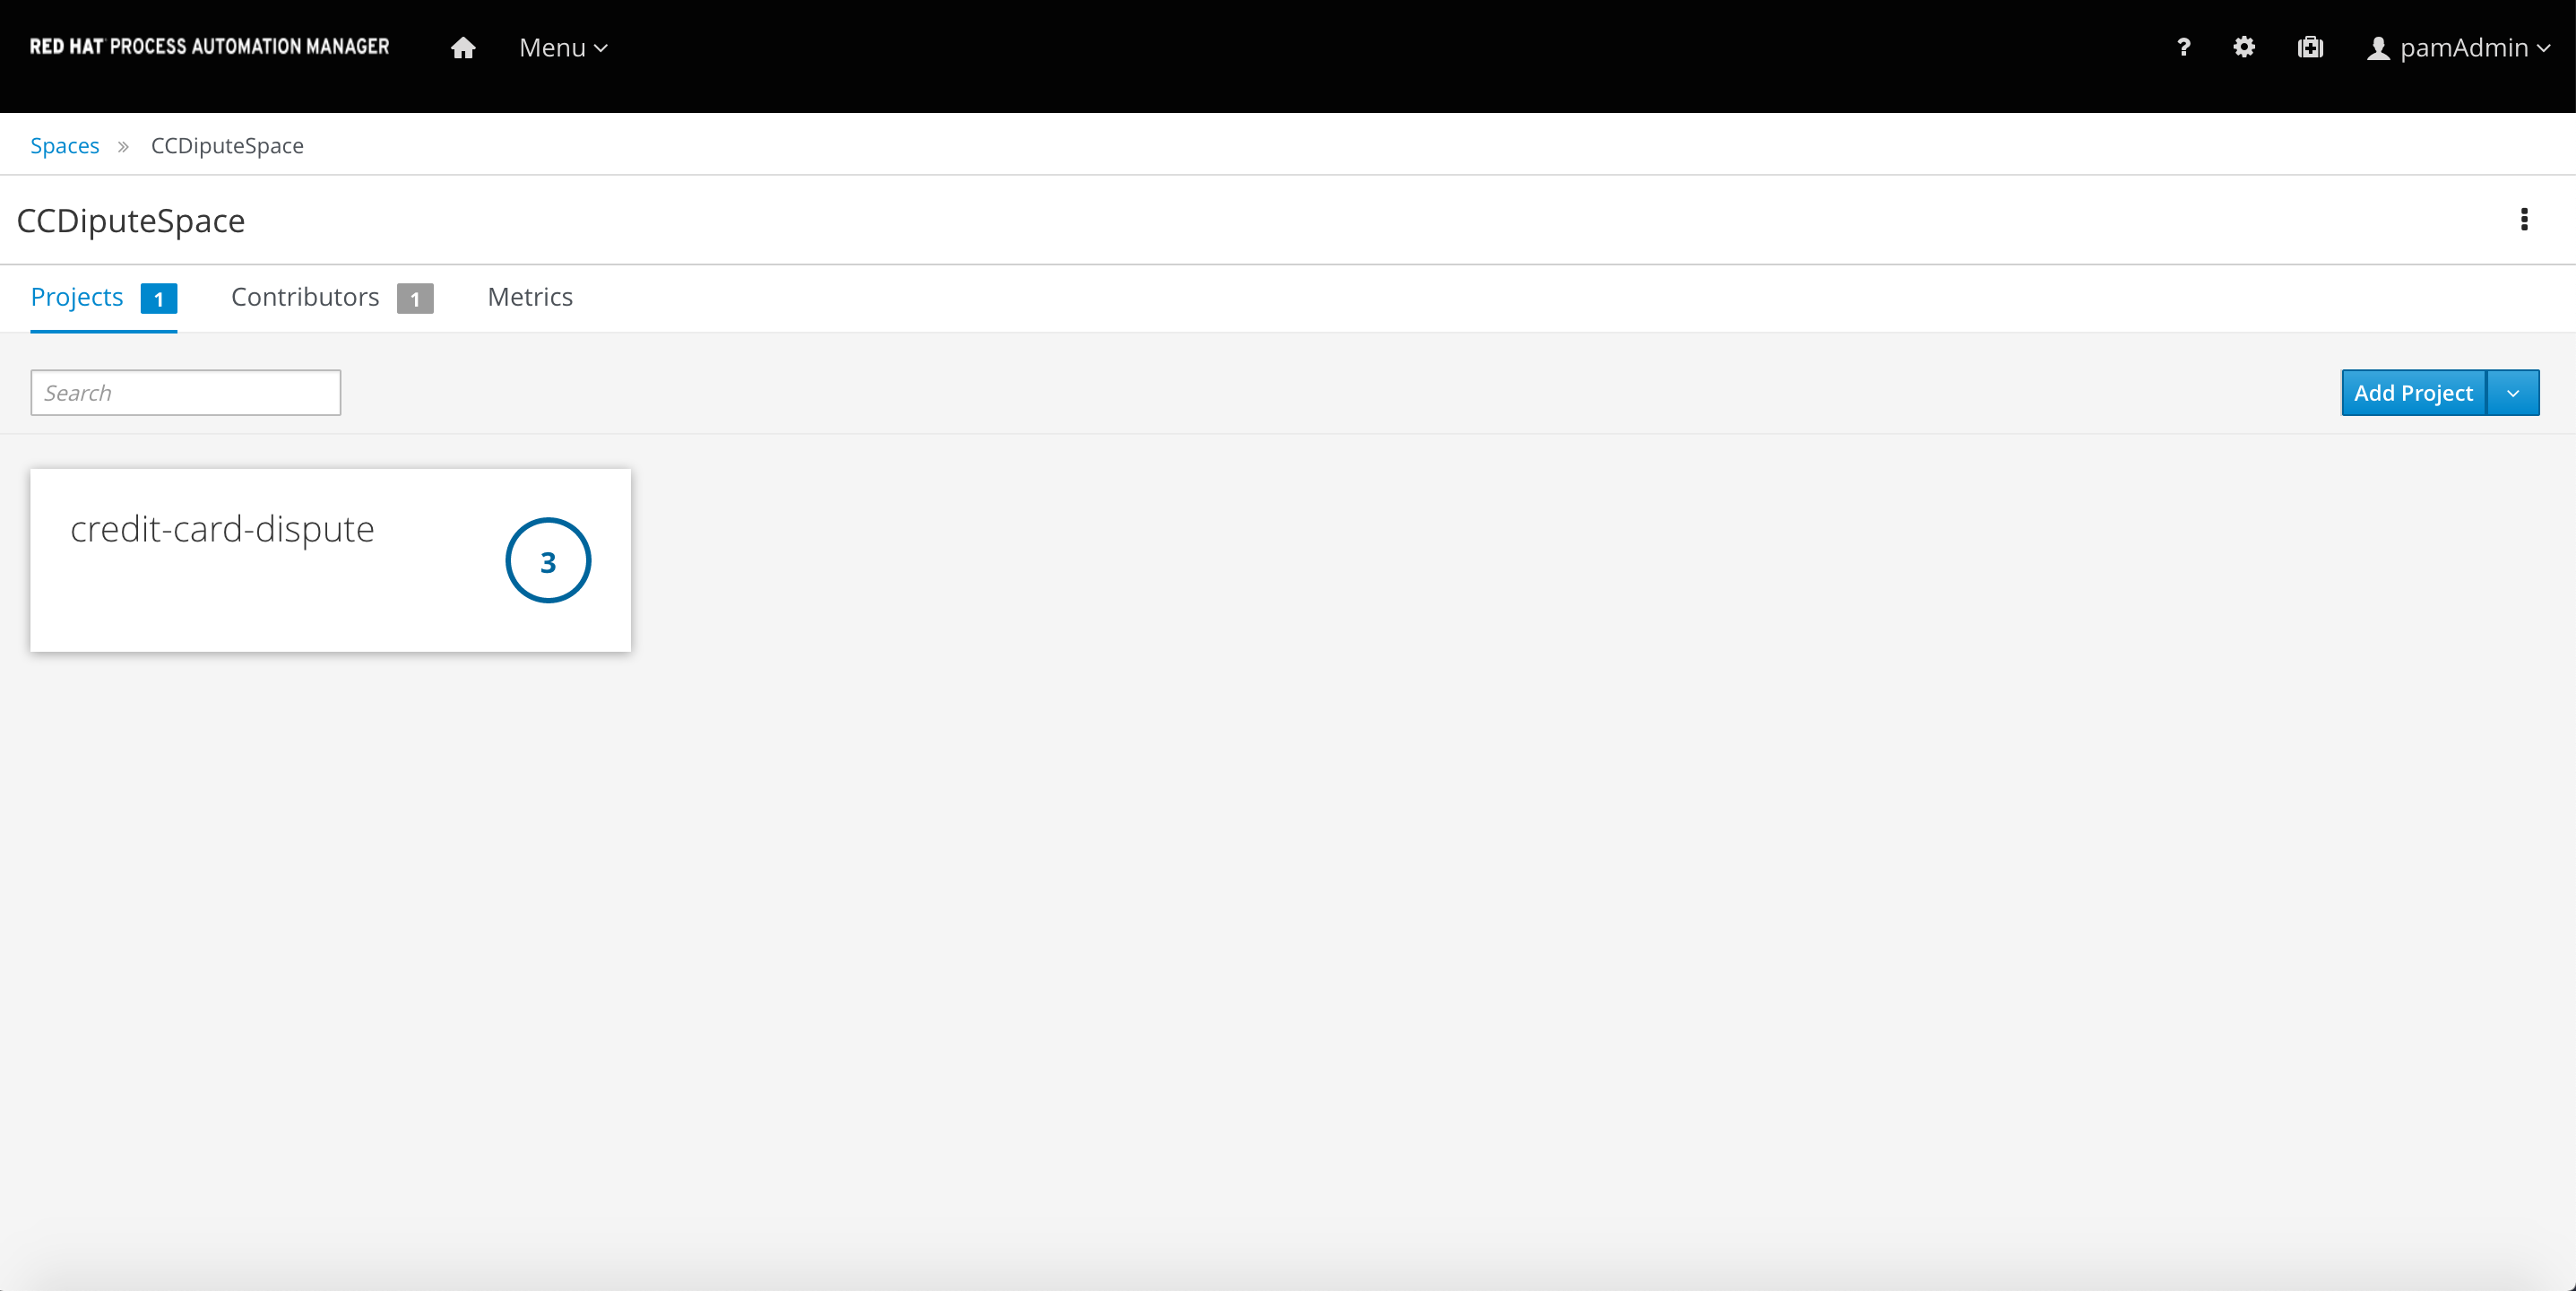 RED HAT PROCESS AUTOMATION MANAGER Menu ? pamAdmin
Spaces » CCDiputeSpace
CCDiputeSpace
Projects 1 Contributors 1 Metrics
Search Add Project
credit-card-dispute
3